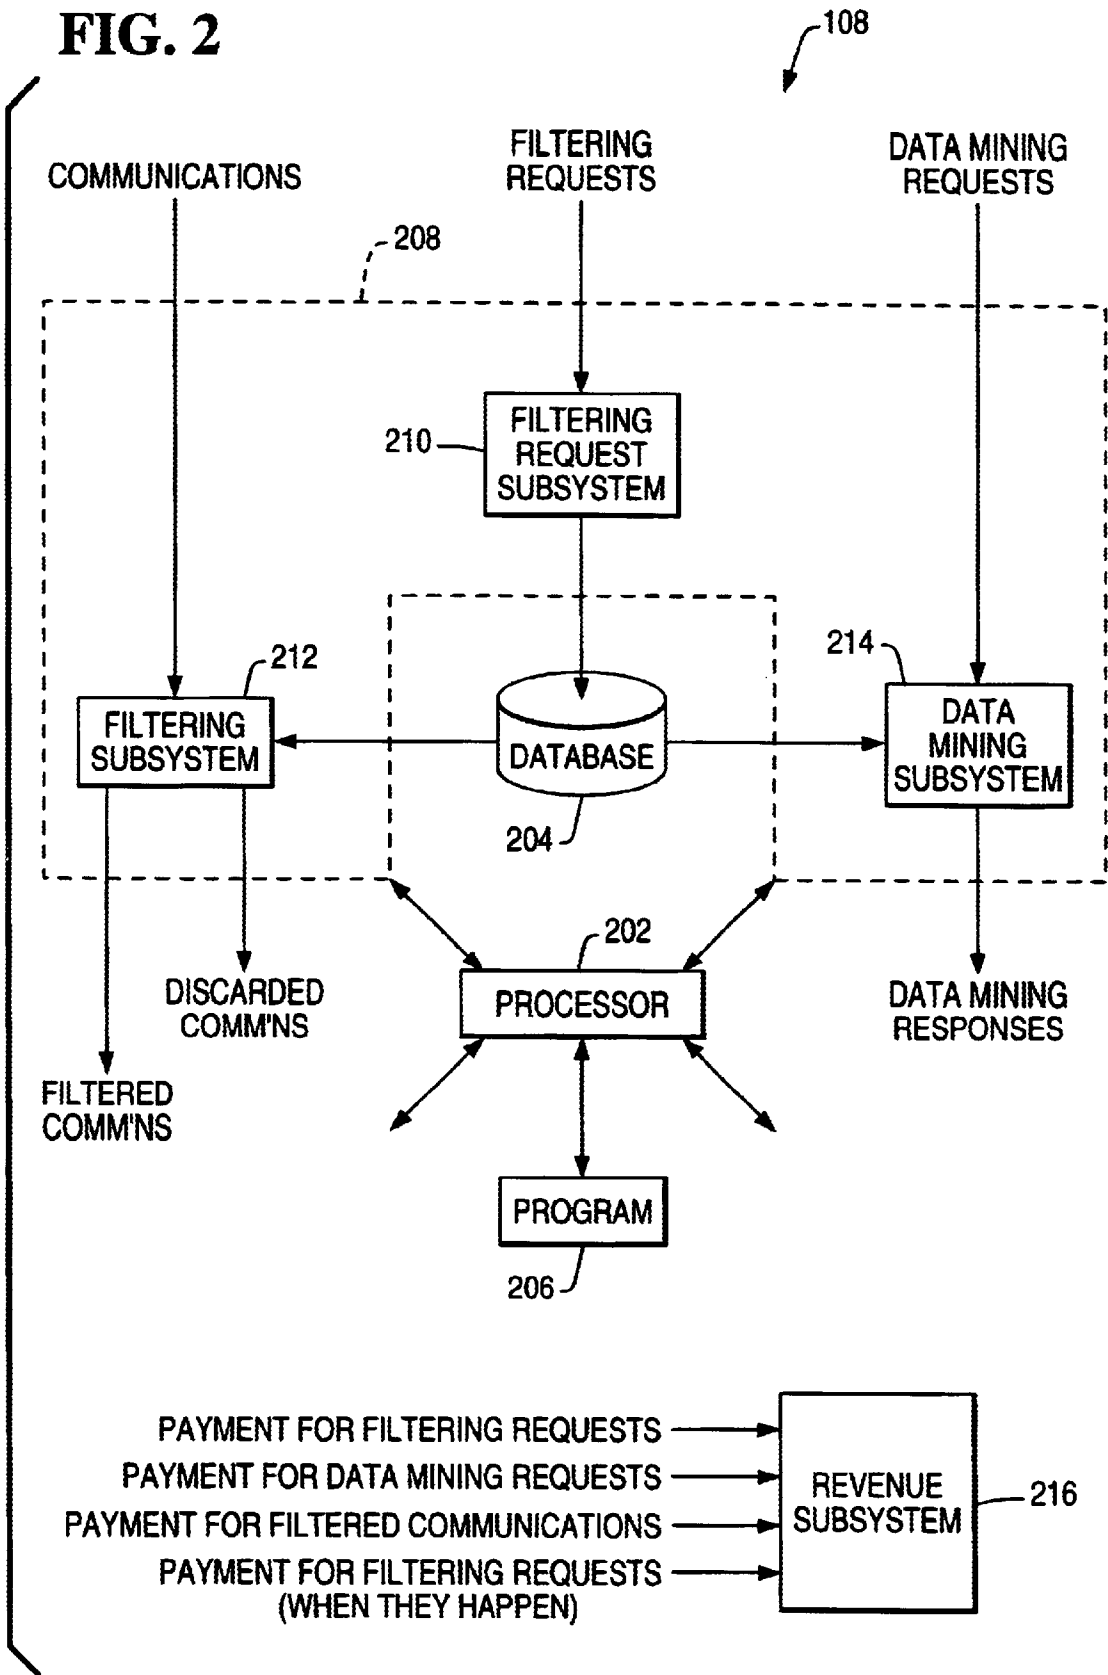 FIG. 2
108
COMMUNICATIONS
FILTERING
REQUESTS
DATA MINING
REQUESTS
208
210
FILTERING
REQUEST
SUBSYSTEM
212
FILTERING
SUBSYSTEM
DATABASE
204
214
DATA
MINING
SUBSYSTEM
202
PROCESSOR
DISCARDED
COMM'NS
FILTERED
COMM'NS
DATA MINING
RESPONSES
PROGRAM
206
PAYMENT FOR FILTERING REQUESTS
PAYMENT FOR DATA MINING REQUESTS
PAYMENT FOR FILTERED COMMUNICATIONS
PAYMENT FOR FILTERING REQUESTS
(WHEN THEY HAPPEN)
REVENUE
SUBSYSTEM
216